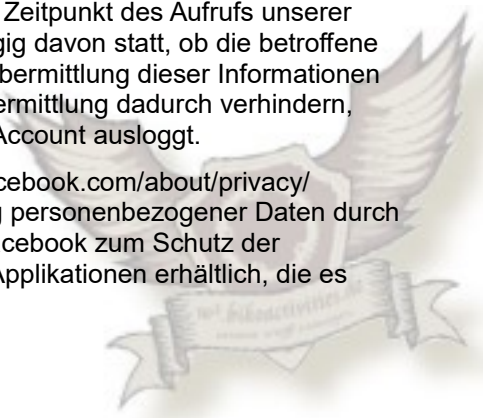 Zeitpunkt des Aufrufs unserer
gig davon statt, ob die betroffene
bermittlung dieser Informationen
ermittlung dadurch verhindern,
Account ausloggt.
cebook.com/about/privacy/
g personenbezogener Daten durch
acebook zum Schutz der
Applikationen erhältlich, die es